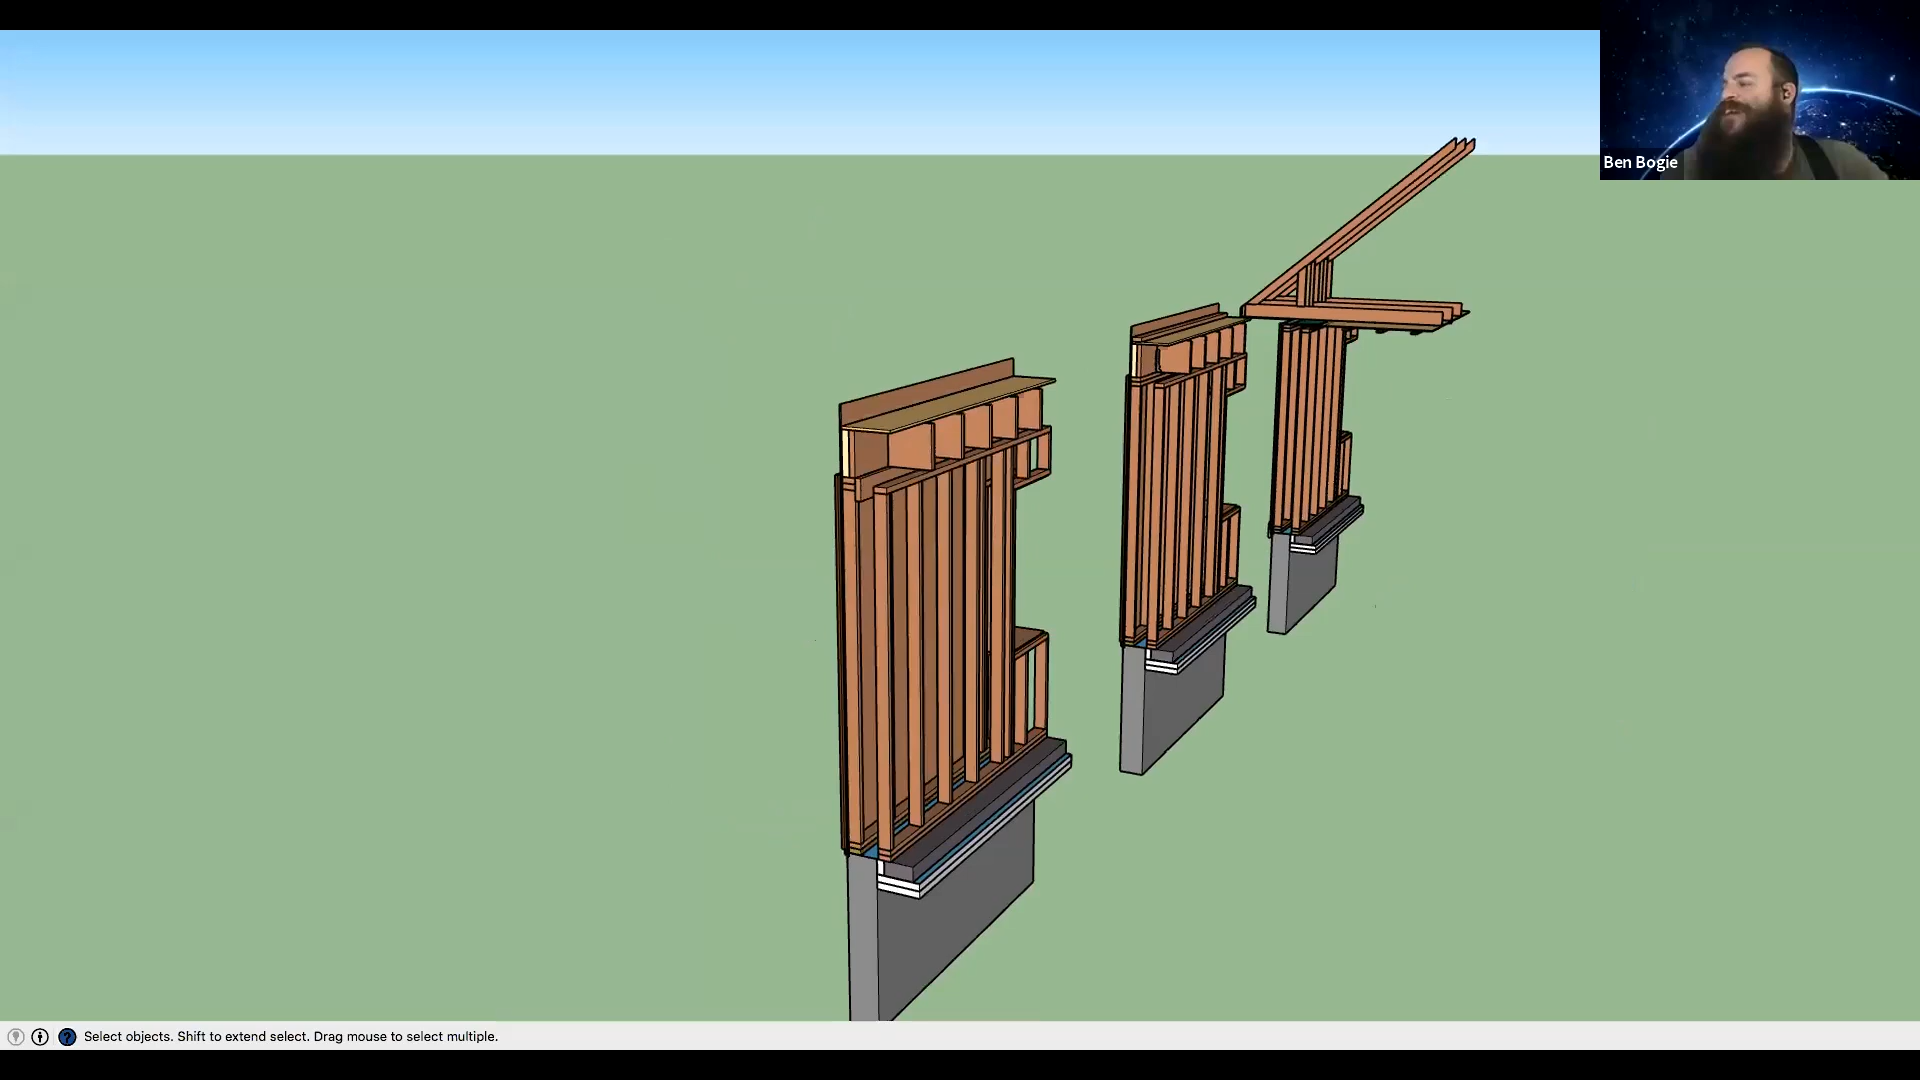 Ben Bogie
Select objects. Shift to extend select. Drag mouse to select multiple.